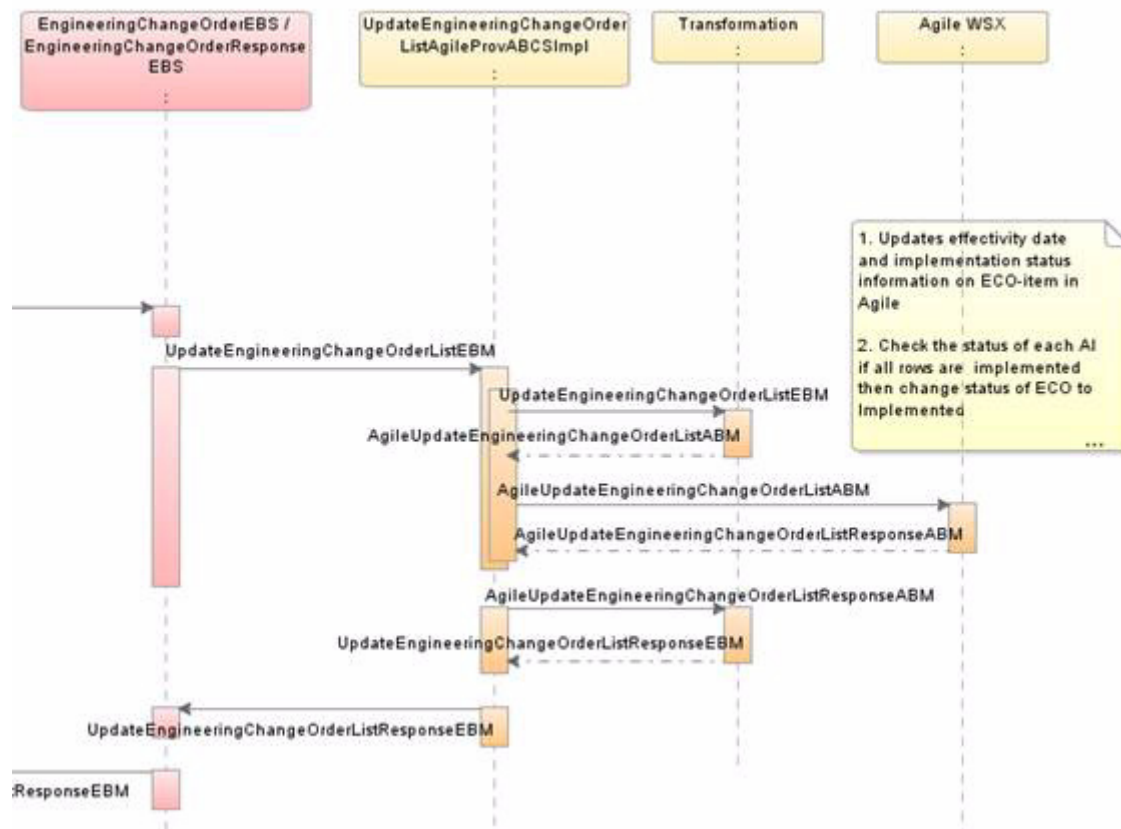 EngineeringChangeOrderEBS /
EngineeringChangeOrderResponse
EBS
:
UpdateEngineeringChangeOrder
ListAgileProvABCSImpl
:
Transformation
:
Agile WSX
:
1. Updates effectivity date
and implementation status
information on ECO-item in
Agile
2. Check the status of each AI
if all rows are implemented
then change status of ECO to
Implemented
...
UpdateEngineeringChangeOrderListEBM
UpdateEngineeringChangeOrderListEBM
AgileUpdateEngineeringChangeOrderListABM
AgileUpdateEngineeringChangeOrderListABM
AgileUpdateEngineeringChangeOrderListResponseABM
AgileUpdateEngineeringChangeOrderListResponseABM
UpdateEngineeringChangeOrderListResponseEBM
UpdateEngineeringChangeOrderListResponseEBM
tResponseEBM